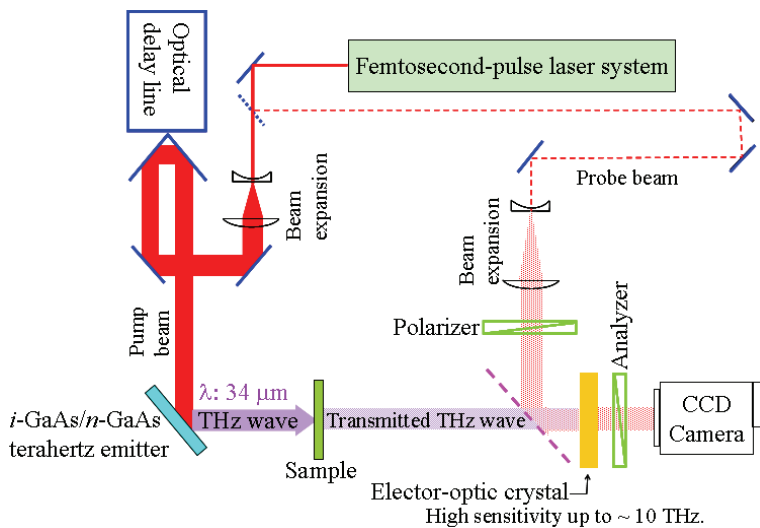 Optical
delay line
Femtosecond-pulse laser system
Beam
expansion
Probe beam
Beam
expansion
Polarizer
Analyzer
Pump
beam
λ: 34 μm
i-GaAs/n-GaAs
terahertz emitter
THz wave
Transmitted THz wave
CCD
Camera
Sample
Elector-optic crystal
High sensitivity up to ~ 10 THz.